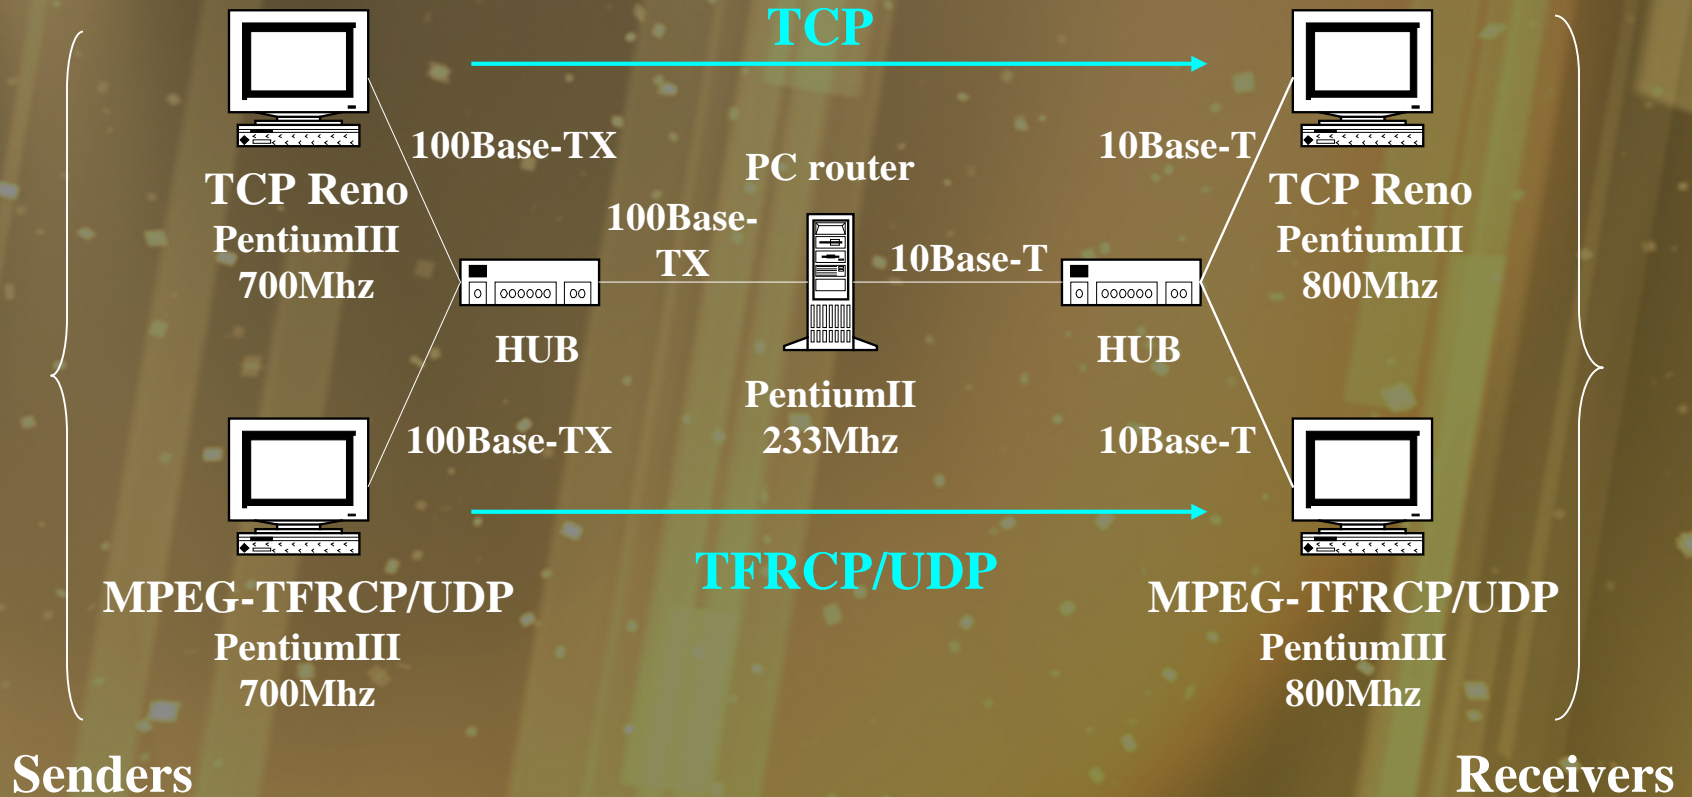 TCP
100Base-TX
10Base-T
PC router
TCP Reno
PentiumIII
700Mhz
100Base-
TX
10Base-T
TCP Reno
PentiumIII
800Mhz
HUB
HUB
PentiumII
233Mhz
100Base-TX
10Base-T
TFRCP/UDP
MPEG-TFRCP/UDP
PentiumIII
700Mhz
MPEG-TFRCP/UDP
PentiumIII
800Mhz
Senders
Receivers